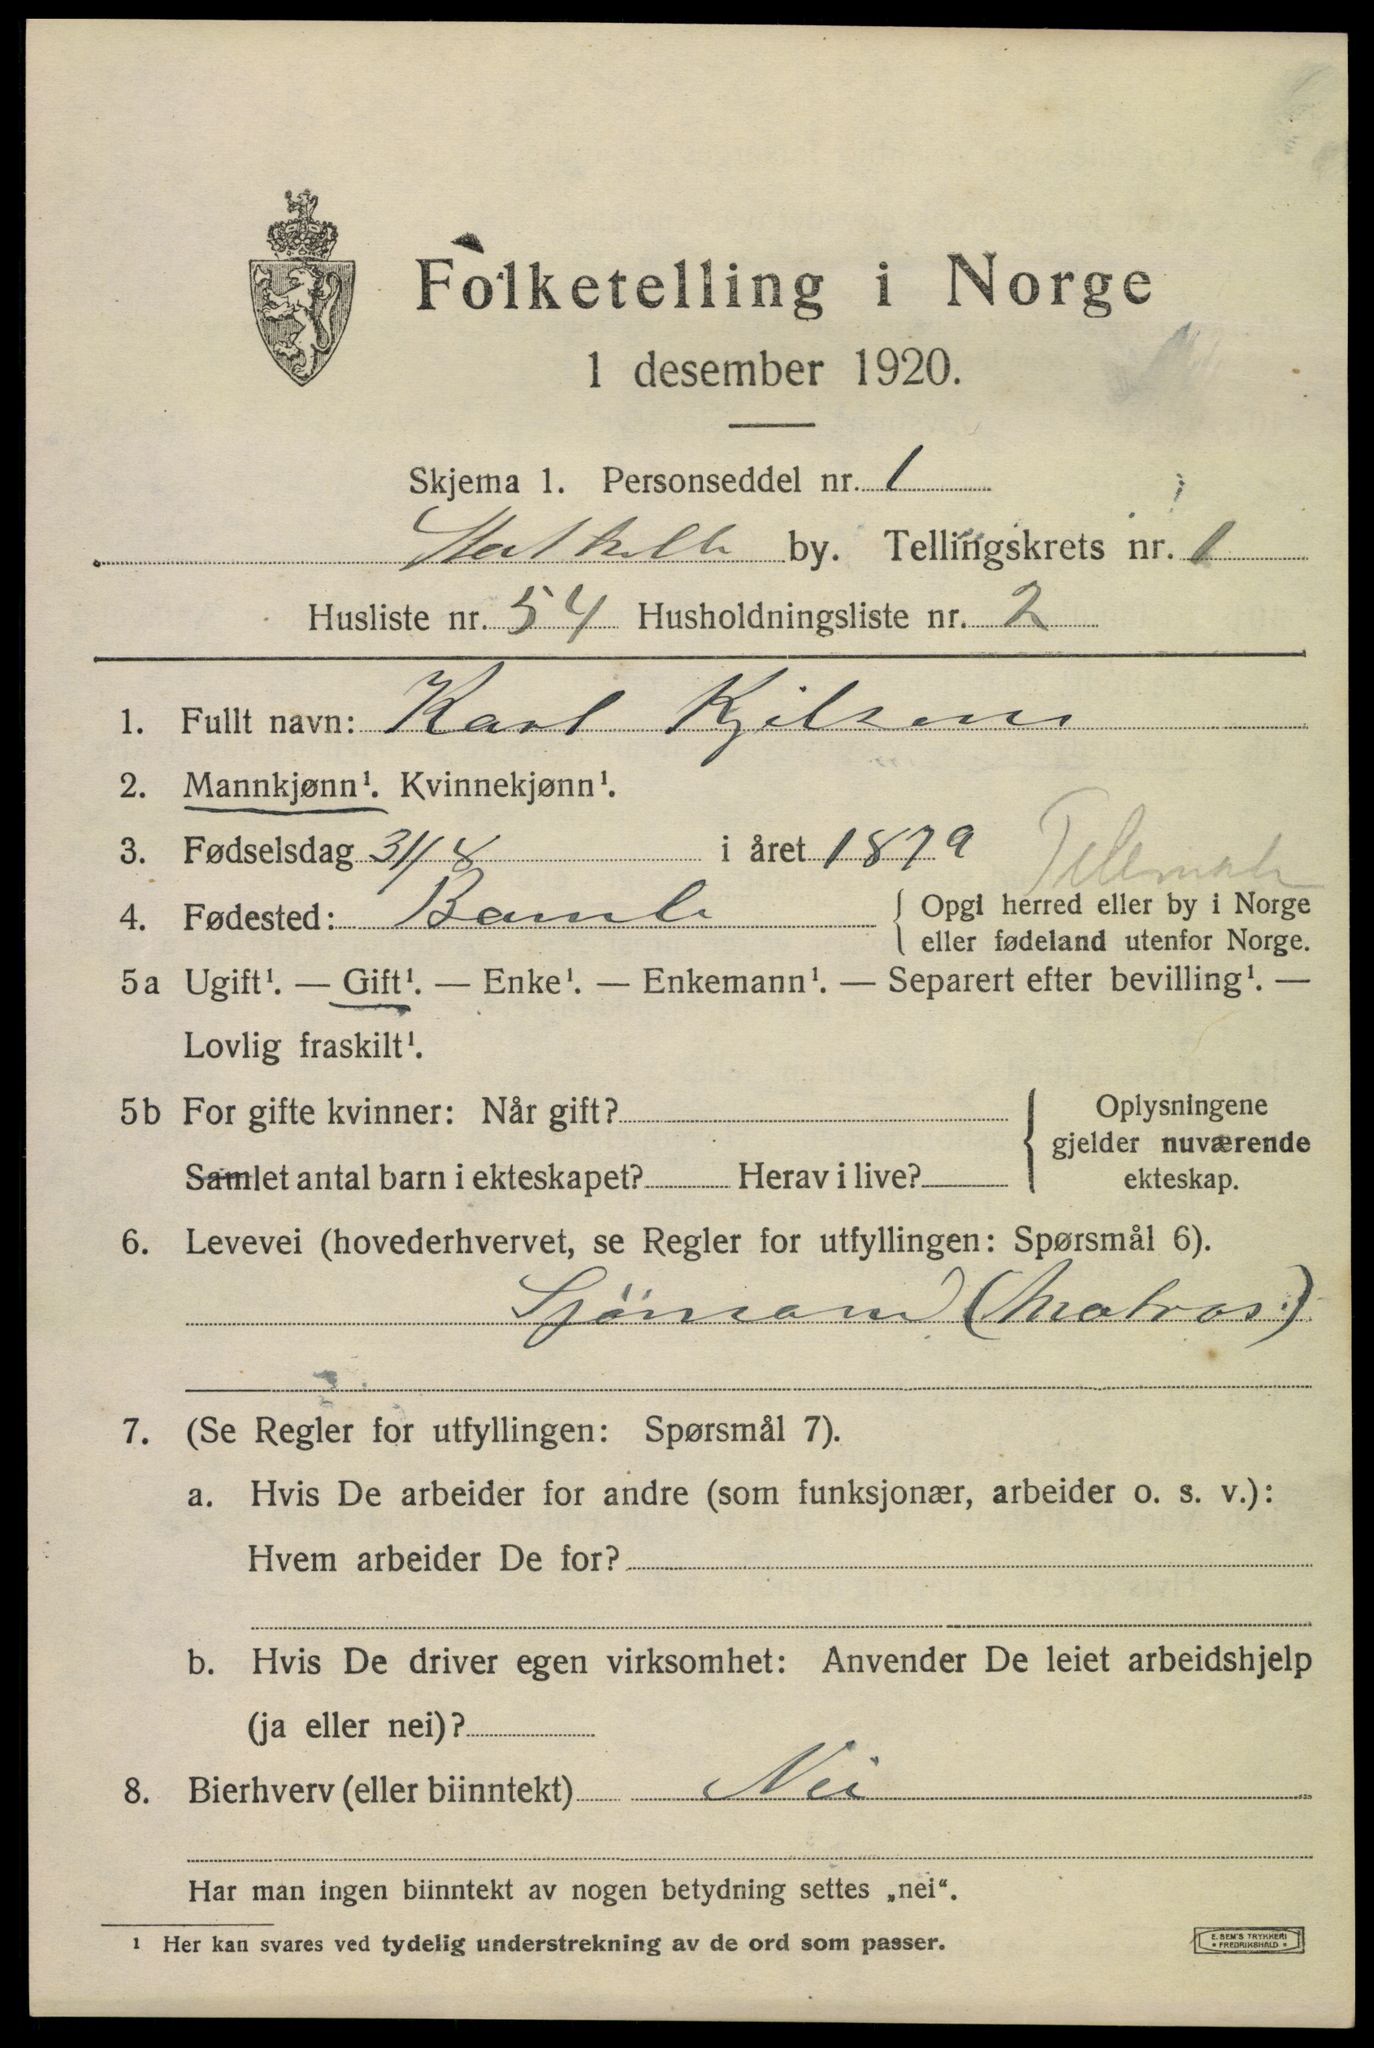 Folketelling i Norge
1 desember 1920.
Skjema 1. Personseddel nr. 1
Stathelle by. Tellingskrets nr. 1
Husliste nr. 54 Husholdningsliste nr. 2
1. Fullt navn: Karl Kjilsen
2. Mannkjønn¹. Kvinnekjønn¹.
3. Fødselsdag 31/8 i året 1879
Telemark
4. Fødested: Bamle { Opgi herred eller by i Norge
eller fødeland utenfor Norge.
5a Ugift¹. — Gift¹. — Enke¹. — Enkemann¹. — Separert efter bevilling¹. —
Lovlig fraskilt¹.
5b For gifte kvinner: Når gift?
Samlet antal barn i ekteskapet? Herav i live?
Oplysningene
gjelder nuværende
ekteskap.
6. Levevei (hovederhvervet, se Regler for utfyllingen: Spørsmål 6).
Sjömand (Matros.)
7. (Se Regler for utfyllingen: Spørsmål 7).
a. Hvis De arbeider for andre (som funksjonær, arbeider o. s. v.):
Hvem arbeider De for?
b. Hvis De driver egen virksomhet: Anvender De leiet arbeidshjelp
(ja eller nei)?
8. Bierhverv (eller biinntekt) Nei
Har man ingen biinntekt av nogen betydning settes „nei“.
¹ Her kan svares ved tydelig understrekning av de ord som passer.
E. SEM'S TRYKKERI
• FREDRIKSHALD •